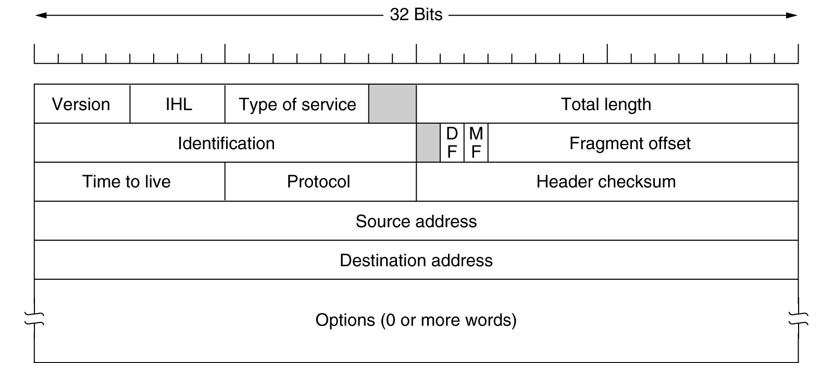 32 Bits
Version IHL Type of service Total length
Identification D M Fragment offset
F F
Time to live Protocol Header checksum
Source address
Destination address
Options (0 or more words)